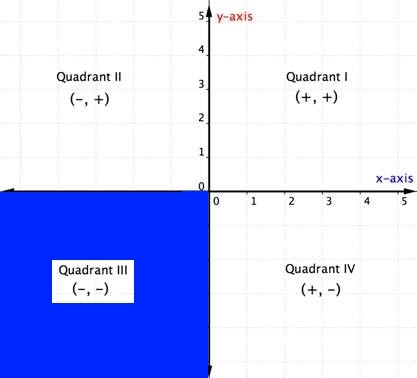 5
y-axis
4
Quadrant II
Quadrant I
(-, +)
(+, +)
3
2
1
x-axis
0
0 1 2 3 4 5
Quadrant III
Quadrant IV
(-, -)
(+, -)